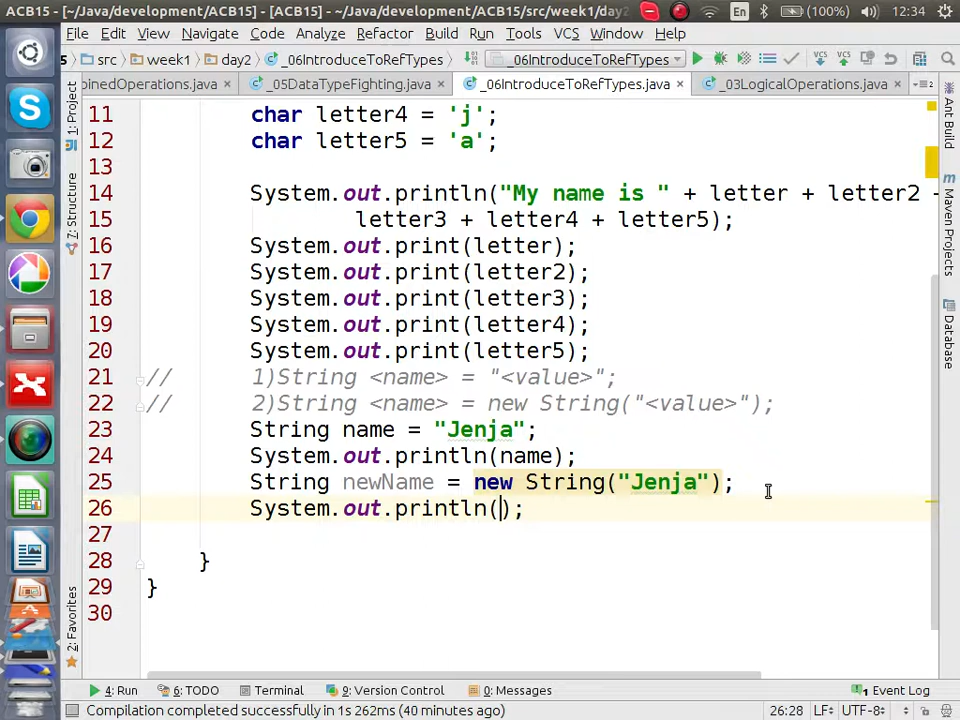 ACB15 - [~/Java/development/ACB15] - [ACB15] - ~/Java/development/ACB15/src/week1/day2
En (100%) 12:34
File Edit View Navigate Code Analyze Refactor Build Run Tools VCS Window Help
5 src week1 day2 _06IntroduceToRefTypes _06IntroduceToRefTypes VCS VCS
pinedOperations.java _05DataTypeFighting.java _06IntroduceToRefTypes.java _03LogicalOperations.java
1: Project
7: Structure
2: Favorites
11 char letter4 = 'j';
12 char letter5 = 'a';
13
14 System.out.println("My name is " + letter + letter2 +
15 letter3 + letter4 + letter5);
16 System.out.print(letter);
17 System.out.print(letter2);
18 System.out.print(letter3);
19 System.out.print(letter4);
20 System.out.print(letter5);
21 // 1)String <name> = "<value>";
22 // 2)String <name> = new String("<value>");
23 String name = "Jenja";
24 System.out.println(name);
25 String newName = new String("Jenja");
26 System.out.println();
27
28 }
29 }
30
Ant Build
Maven Projects
Database
4: Run 6: TODO Terminal 9: Version Control 0: Messages 1 Event Log
Compilation completed successfully in 1s 262ms (40 minutes ago) 26:28 LF UTF-8